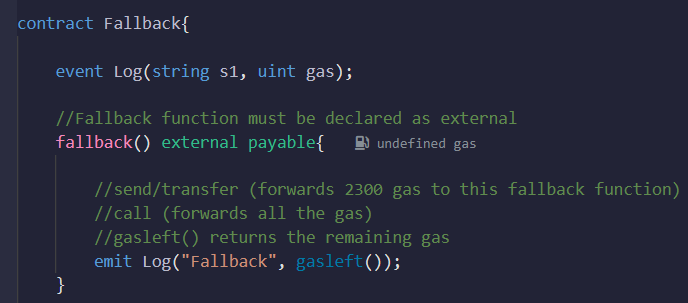 contract Fallback{
event Log(string s1, uint gas);
//Fallback function must be declared as external
fallback() external payable{ undefined gas
//send/transfer (forwards 2300 gas to this fallback function)
//call (forwards all the gas)
//gasleft() returns the remaining gas
emit Log("Fallback", gasleft());
}